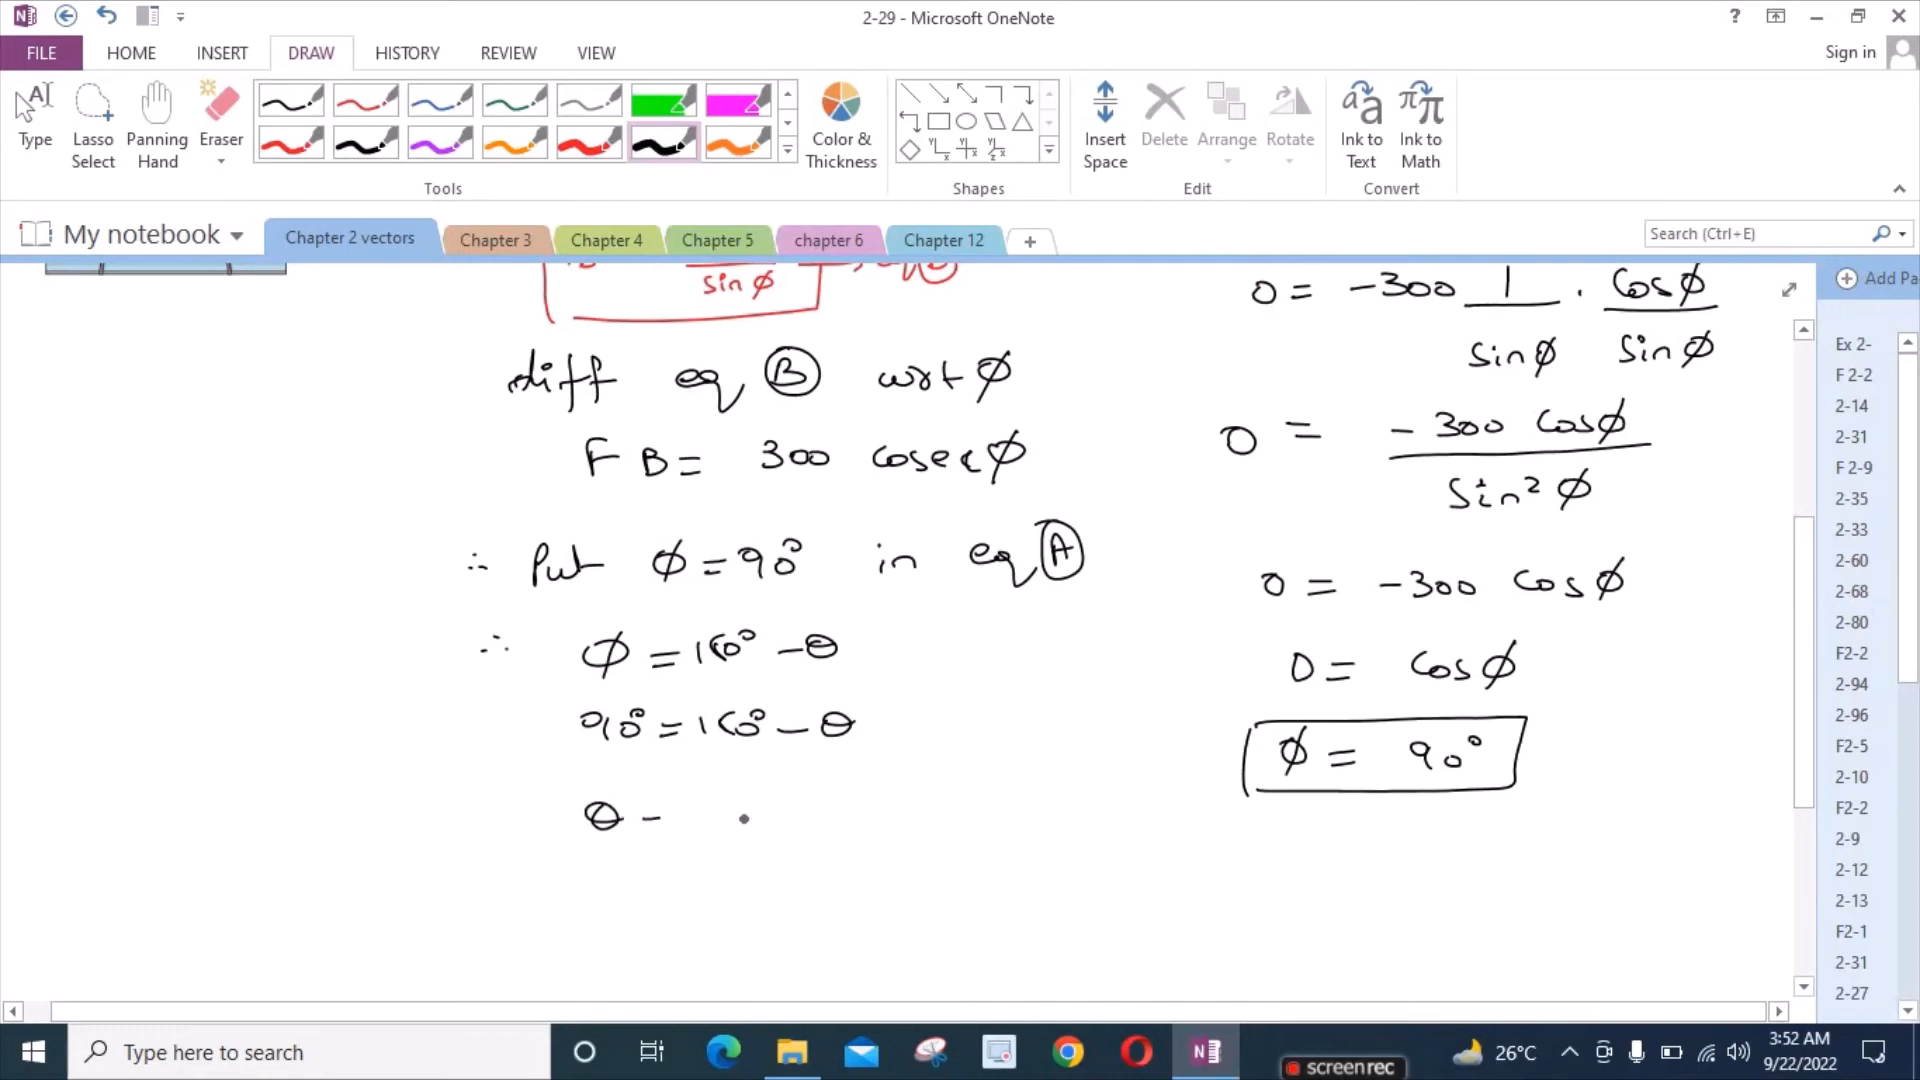 2-29 - Microsoft OneNote
FILE HOME INSERT DRAW HISTORY REVIEW VIEW
Sign in
Type
Lasso Select
Panning Hand
Eraser
Color & Thickness
Insert Space
Delete
Arrange
Rotate
Ink to Text
Ink to Math
Tools
Shapes
Edit
Convert
My notebook
Chapter 2 vectors
Chapter 3
Chapter 4
Chapter 5
chapter 6
Chapter 12
Search (Ctrl+E)
sin φ
diff eq B wrt φ
F B = 300 cosec φ
∴ Put φ = 90° in eq A
∴ φ = 180° - θ
90° = 180° - θ
θ -
0 = -300 1 . Cosφ
sinφ sinφ
0 = - 300 cosφ
Sin² φ
0 = -300 cosφ
0 = cosφ
φ = 90°
Add Pa
Ex 2-
F 2-2
2-14
2-31
F 2-9
2-35
2-33
2-60
2-68
2-80
F2-2
2-94
2-96
F2-5
2-10
F2-2
2-9
2-12
2-13
F2-1
2-31
2-27
Type here to search
screenrec
26°C
3:52 AM
9/22/2022